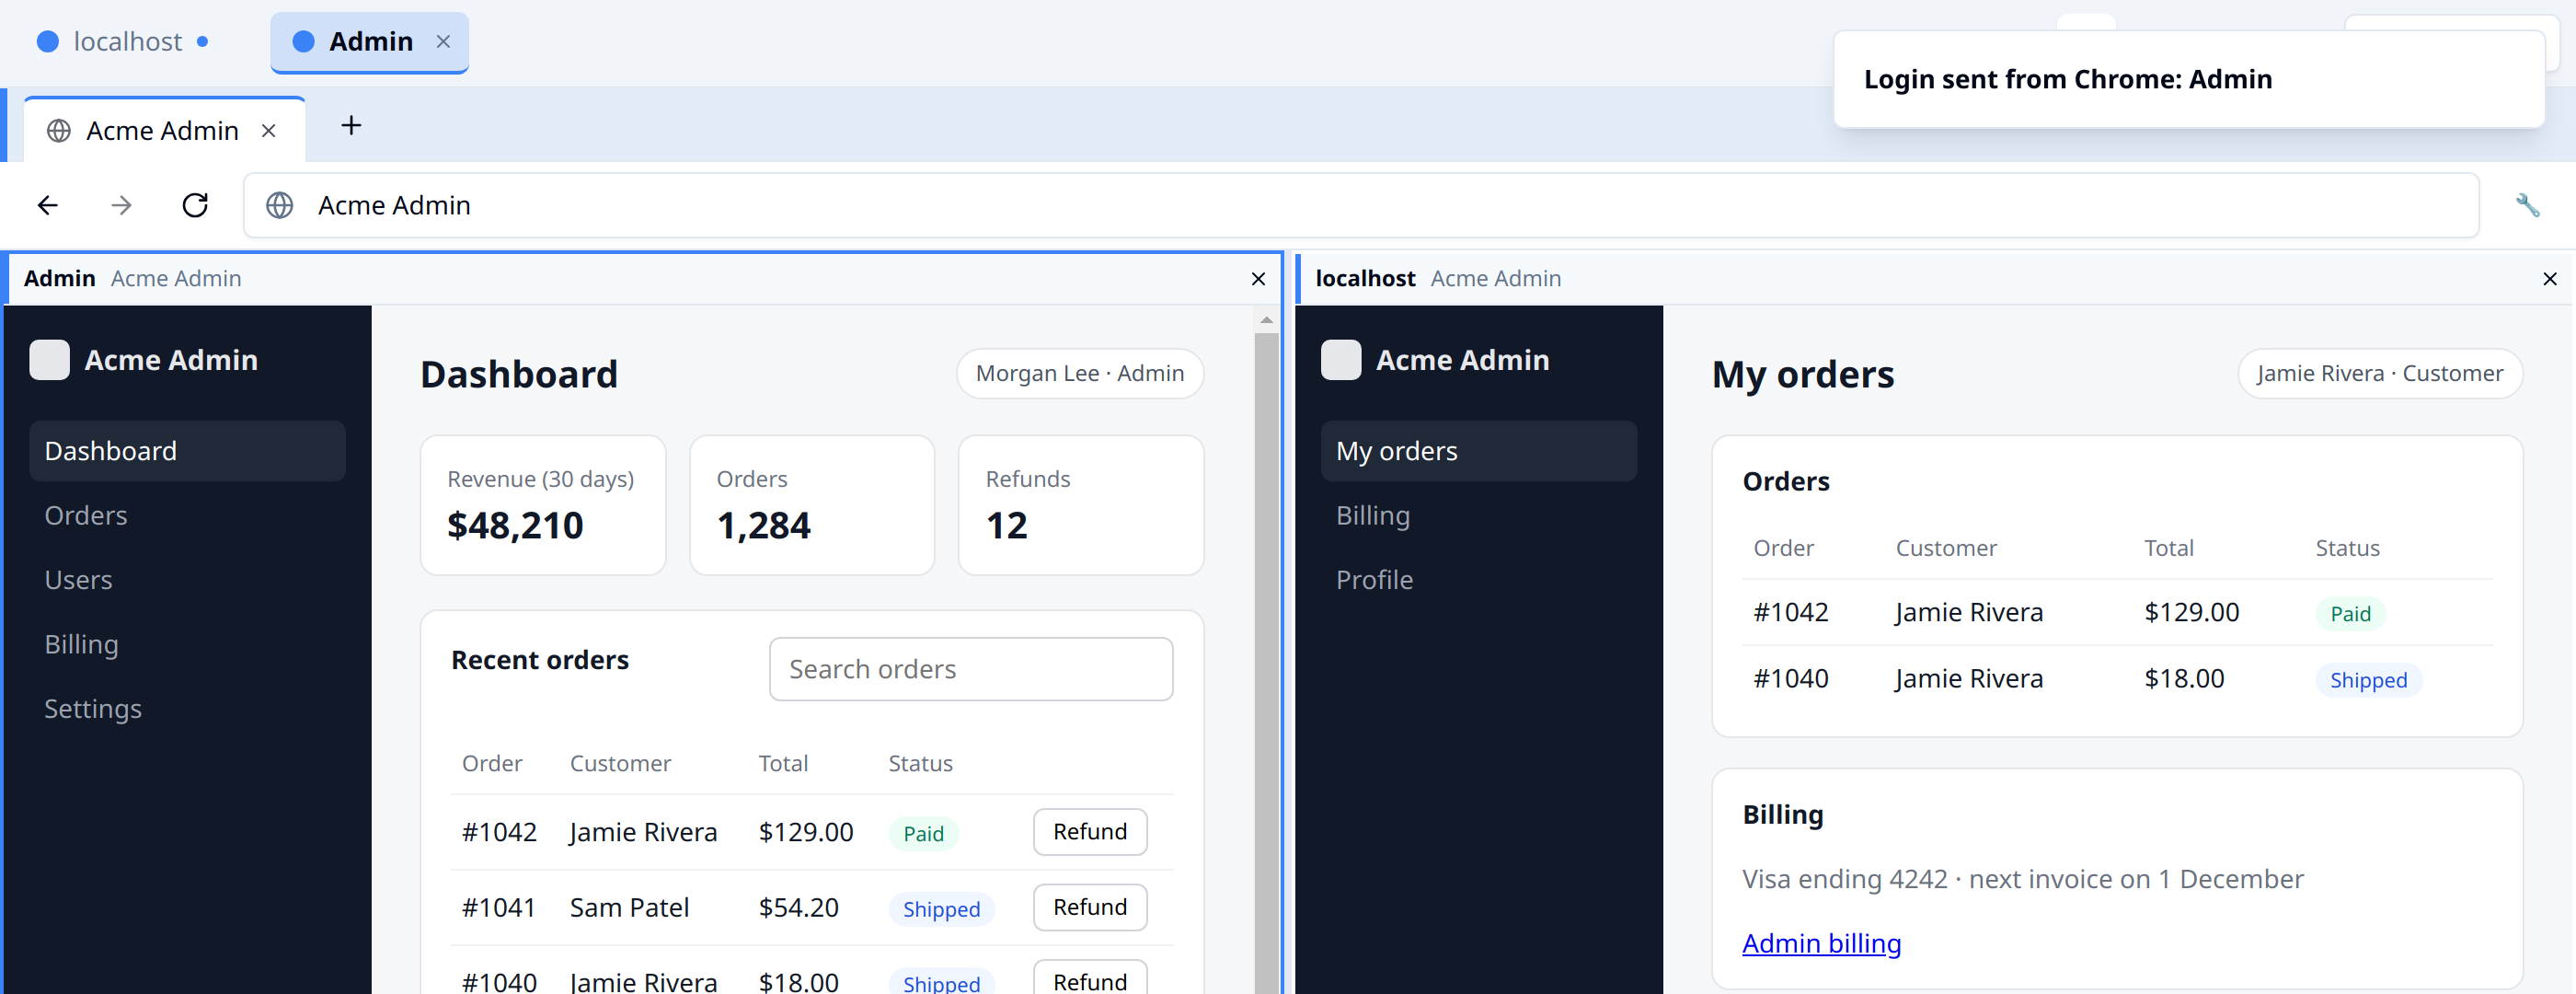 localhost
Admin
Login sent from Chrome: Admin
Acme Admin
Acme Admin
Admin Acme Admin
Acme Admin
Dashboard
Orders
Users
Billing
Settings
Dashboard
Morgan Lee · Admin
Revenue (30 days)
$48,210
Orders
1,284
Refunds
12
Recent orders
Search orders
Order Customer Total Status
#1042 Jamie Rivera $129.00 Paid Refund
#1041 Sam Patel $54.20 Shipped Refund
#1040 Jamie Rivera $18.00 Shipped Refund
localhost Acme Admin
Acme Admin
My orders
Billing
Profile
My orders
Jamie Rivera · Customer
Orders
Order Customer Total Status
#1042 Jamie Rivera $129.00 Paid
#1040 Jamie Rivera $18.00 Shipped
Billing
Visa ending 4242 · next invoice on 1 December
Admin billing